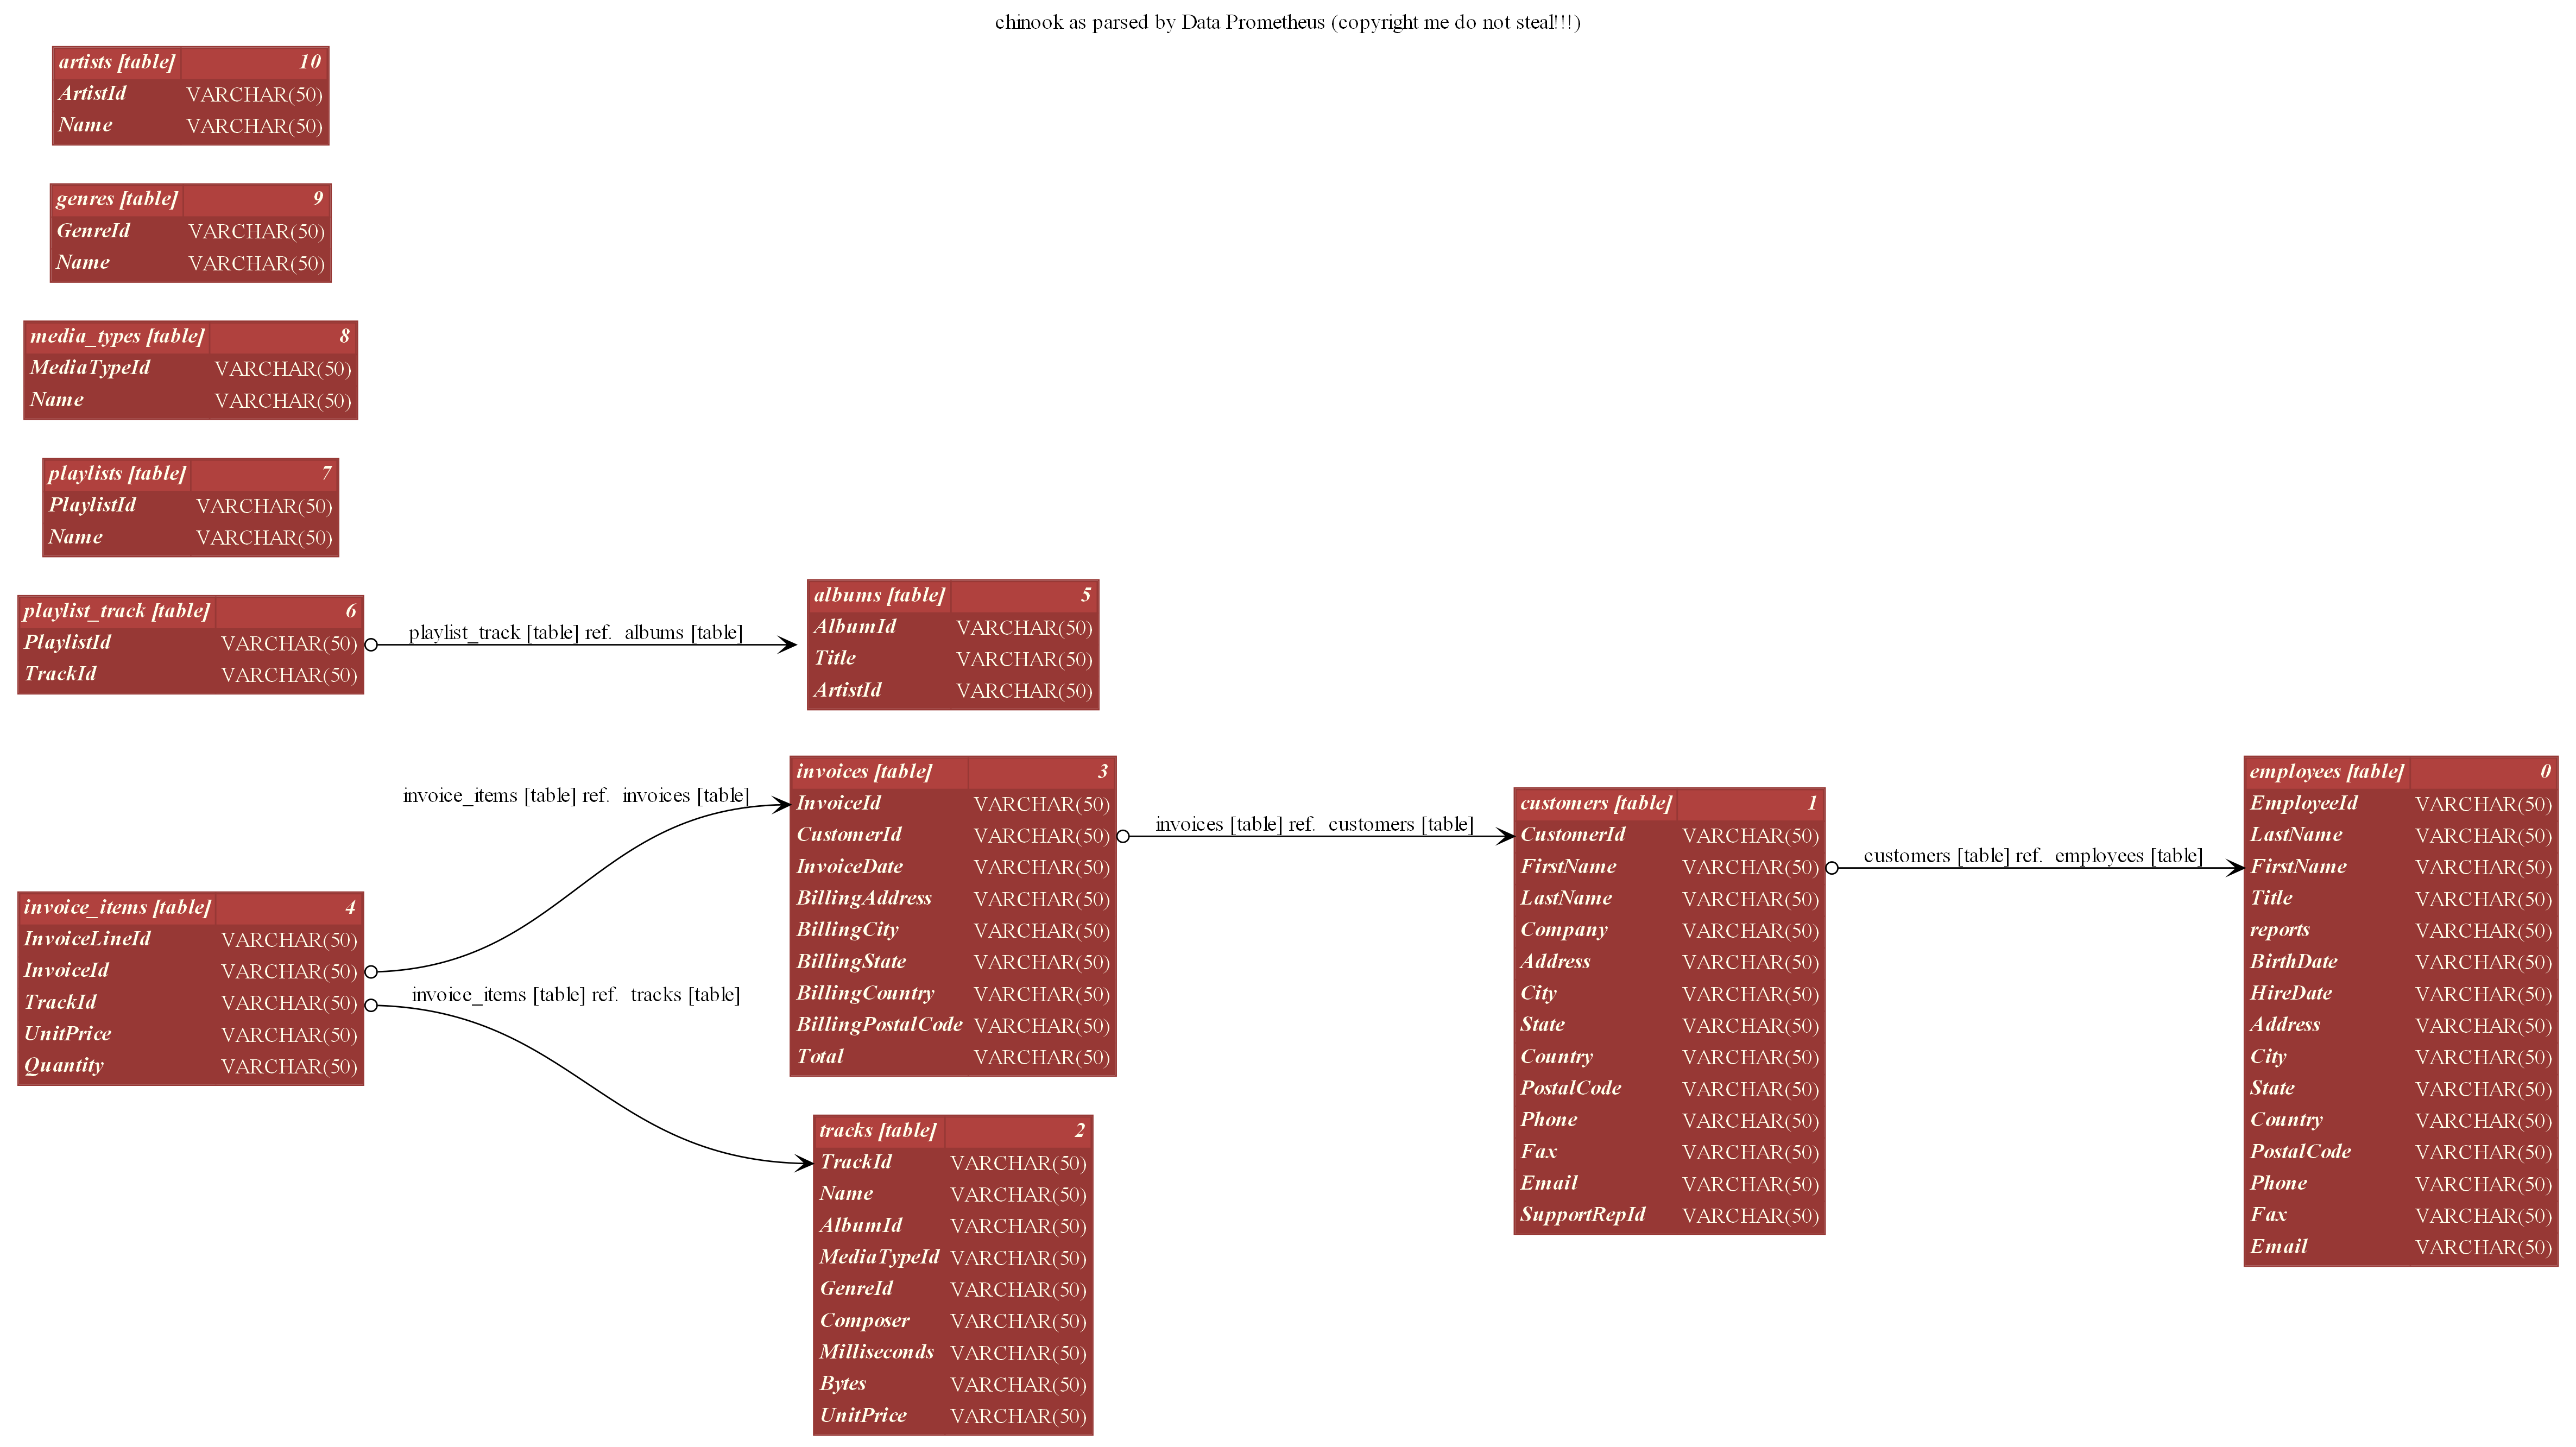 chinook as parsed by Data Prometheus (copyright me do not steal!!!)
artists [table] 10
ArtistId VARCHAR(50)
Name VARCHAR(50)
genres [table] 9
GenreId VARCHAR(50)
Name VARCHAR(50)
media_types [table] 8
MediaTypeId VARCHAR(50)
Name VARCHAR(50)
playlists [table] 7
PlaylistId VARCHAR(50)
Name VARCHAR(50)
playlist_track [table] 6
PlaylistId VARCHAR(50)
TrackId VARCHAR(50)
playlist_track [table] ref. albums [table]
albums [table] 5
AlbumId VARCHAR(50)
Title VARCHAR(50)
ArtistId VARCHAR(50)
invoice_items [table] 4
InvoiceLineId VARCHAR(50)
InvoiceId VARCHAR(50)
TrackId VARCHAR(50)
UnitPrice VARCHAR(50)
Quantity VARCHAR(50)
invoice_items [table] ref. invoices [table]
invoice_items [table] ref. tracks [table]
invoices [table] 3
InvoiceId VARCHAR(50)
CustomerId VARCHAR(50)
InvoiceDate VARCHAR(50)
BillingAddress VARCHAR(50)
BillingCity VARCHAR(50)
BillingState VARCHAR(50)
BillingCountry VARCHAR(50)
BillingPostalCode VARCHAR(50)
Total VARCHAR(50)
tracks [table] 2
TrackId VARCHAR(50)
Name VARCHAR(50)
AlbumId VARCHAR(50)
MediaTypeId VARCHAR(50)
GenreId VARCHAR(50)
Composer VARCHAR(50)
Milliseconds VARCHAR(50)
Bytes VARCHAR(50)
UnitPrice VARCHAR(50)
invoices [table] ref. customers [table]
customers [table] 1
CustomerId VARCHAR(50)
FirstName VARCHAR(50)
LastName VARCHAR(50)
Company VARCHAR(50)
Address VARCHAR(50)
City VARCHAR(50)
State VARCHAR(50)
Country VARCHAR(50)
PostalCode VARCHAR(50)
Phone VARCHAR(50)
Fax VARCHAR(50)
Email VARCHAR(50)
SupportRepId VARCHAR(50)
customers [table] ref. employees [table]
employees [table] 0
EmployeeId VARCHAR(50)
LastName VARCHAR(50)
FirstName VARCHAR(50)
Title VARCHAR(50)
reports VARCHAR(50)
BirthDate VARCHAR(50)
HireDate VARCHAR(50)
Address VARCHAR(50)
City VARCHAR(50)
State VARCHAR(50)
Country VARCHAR(50)
PostalCode VARCHAR(50)
Phone VARCHAR(50)
Fax VARCHAR(50)
Email VARCHAR(50)